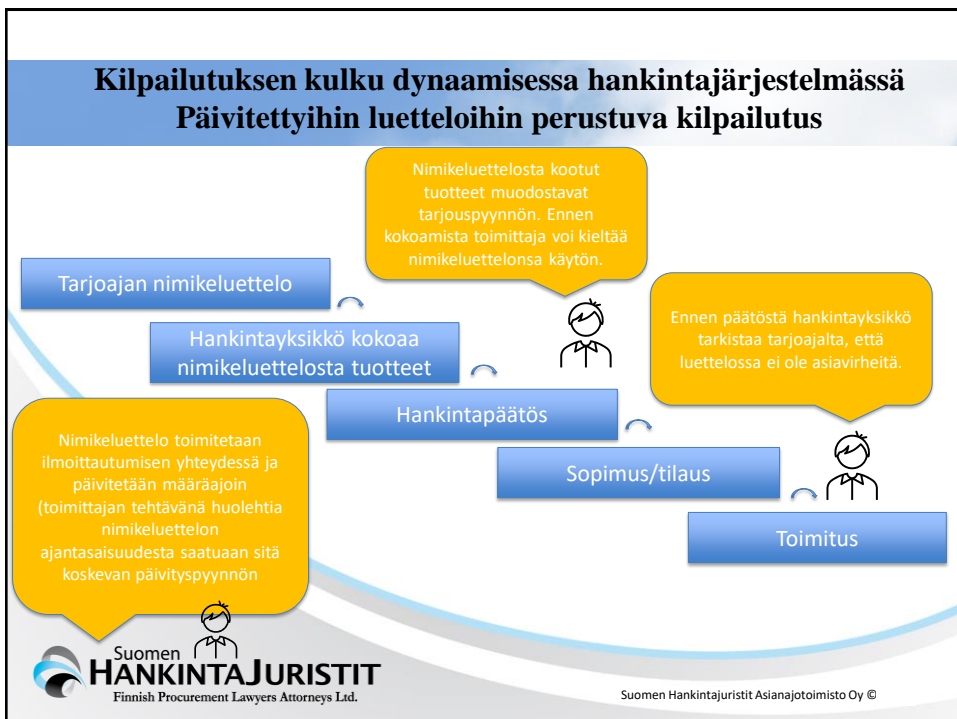 Kilpailutuksen kulku dynaamisessa hankintajärjestelmässä
Päivitettyihin luetteloihin perustuva kilpailutus
Nimikeluettelosta kootut
tuotteet muodostavat
tarjouspyynnön. Ennen
kokoamista toimittaja voi kieltää
nimikeluettelonsa käytön.
Tarjoajan nimikeluettelo
Hankintayksikkö kokoaa
nimikeluettelosta tuotteet
Ennen päätöstä hankintayksikkö
tarkistaa tarjoajalta, että
luettelossa ei ole asiavirheitä.
Hankintapäätös
Sopimus/tilaus
Toimitus
Nimikeluettelo toimitetaan
ilmoittautumisen yhteydessä ja
päivitetään määräajoin
(toimittajan tehtävänä huolehtia
nimikeluettelon
ajantasaisuudesta saatuaan sitä
koskevan päivityspyynnön
Suomen
HANKINTAJURISTIT
Finnish Procurement Lawyers Attorneys Ltd.
Suomen Hankintajuristit Asianajotoimisto Oy ©